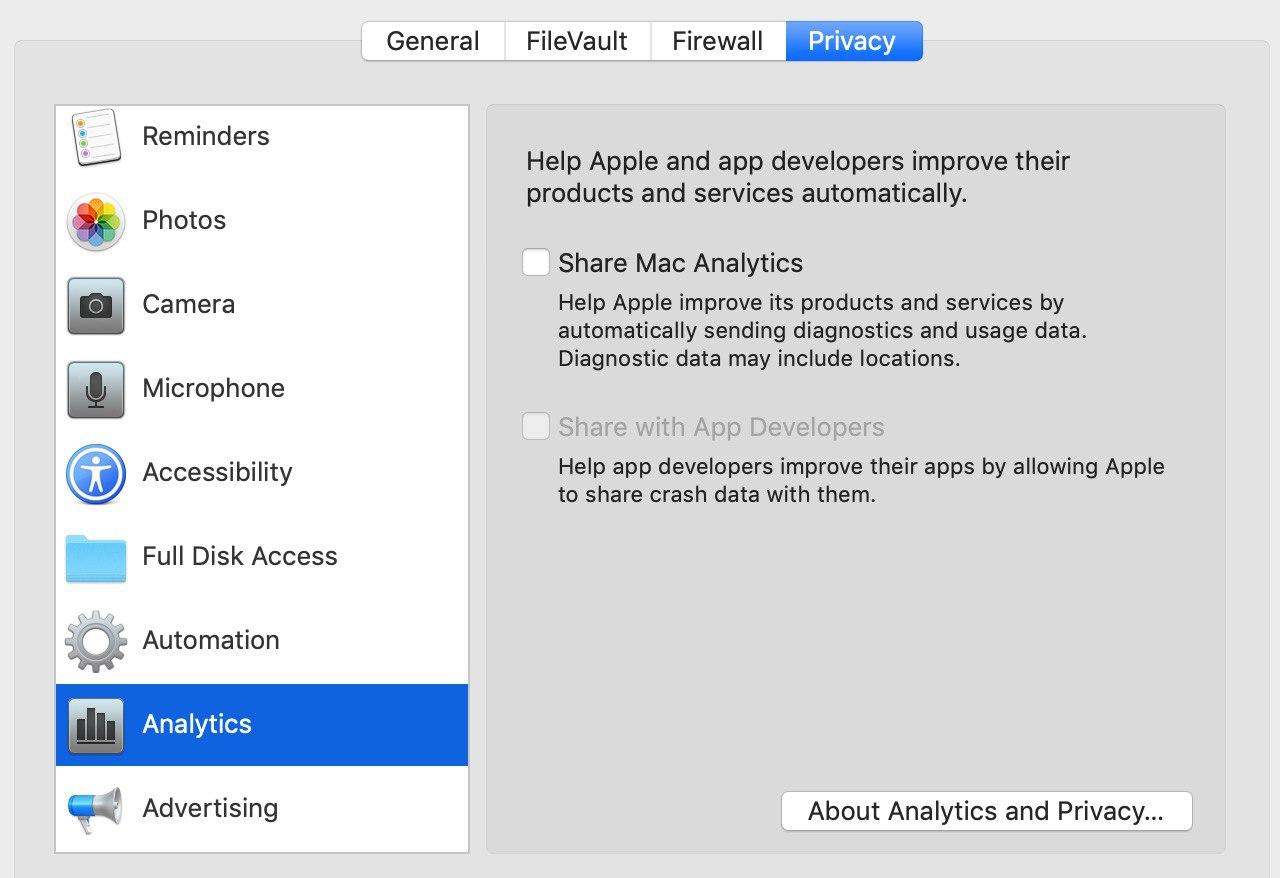 General
FileVault
Firewall
Privacy
Reminders
Photos
Camera
Microphone
Accessibility
Full Disk Access
Automation
Analytics
Advertising
Help Apple and app developers improve their
products and services automatically.
Share Mac Analytics
Help Apple improve its products and services by
automatically sending diagnostics and usage data.
Diagnostic data may include locations.
Share with App Developers
Help app developers improve their apps by allowing Apple
to share crash data with them.
About Analytics and Privacy...